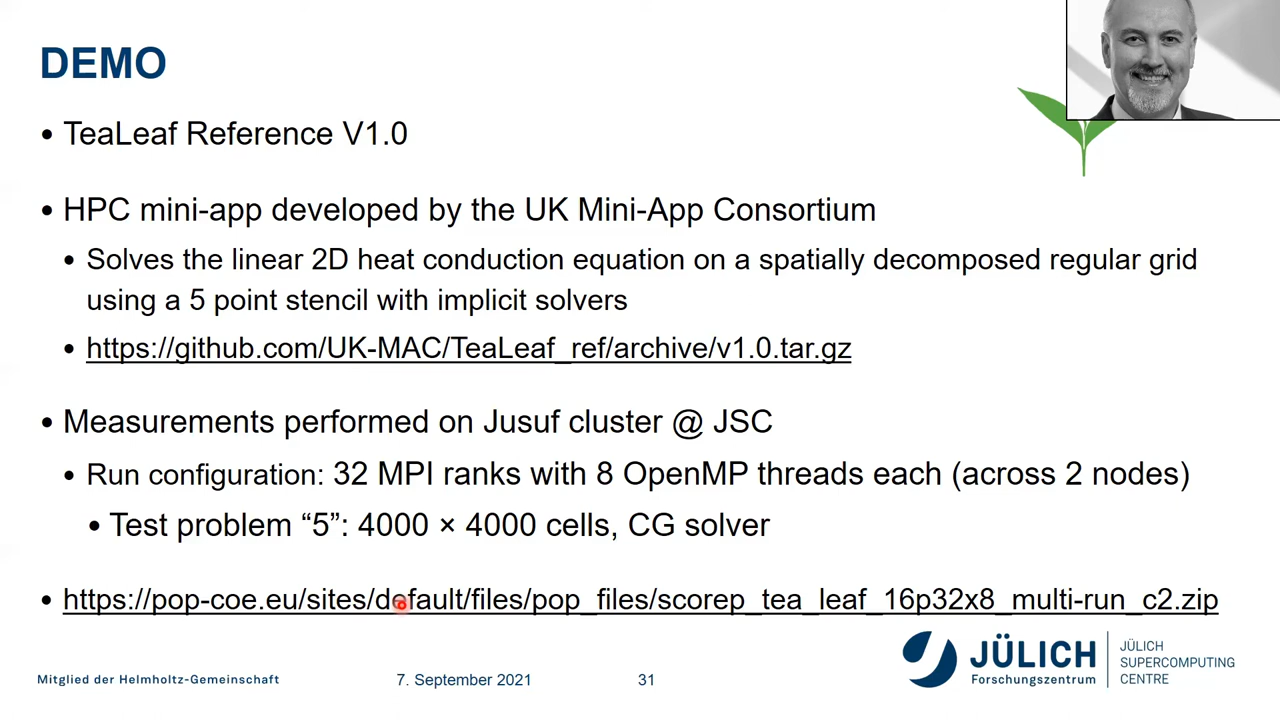 DEMO
• TeaLeaf Reference V1.0
• HPC mini-app developed by the UK Mini-App Consortium
• Solves the linear 2D heat conduction equation on a spatially decomposed regular grid
using a 5 point stencil with implicit solvers
• https://github.com/UK-MAC/TeaLeaf_ref/archive/v1.0.tar.gz
• Measurements performed on Jusuf cluster @ JSC
• Run configuration: 32 MPI ranks with 8 OpenMP threads each (across 2 nodes)
• Test problem “5”: 4000 × 4000 cells, CG solver
• https://pop-coe.eu/sites/default/files/pop_files/scorep_tea_leaf_16p32x8_multi-run_c2.zip
Mitglied der Helmholtz-Gemeinschaft
7. September 2021
31
JÜLICH
Forschungszentrum
JÜLICH
SUPERCOMPUTING
CENTRE